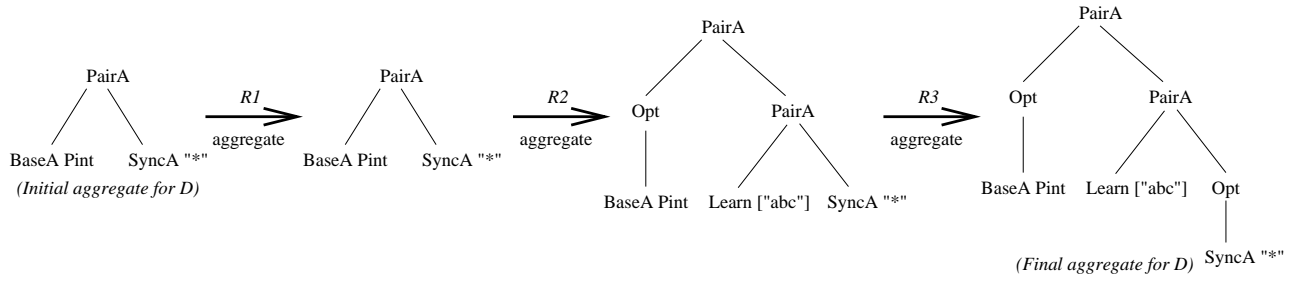 PairA
BaseA Pint SyncA "*"
(Initial aggregate for D)
R1
aggregate
PairA
BaseA Pint SyncA "*"
R2
aggregate
PairA
Opt PairA
BaseA Pint Learn ["abc"] SyncA "*"
R3
aggregate
PairA
Opt PairA
BaseA Pint Learn ["abc"] Opt
SyncA "*"
(Final aggregate for D)